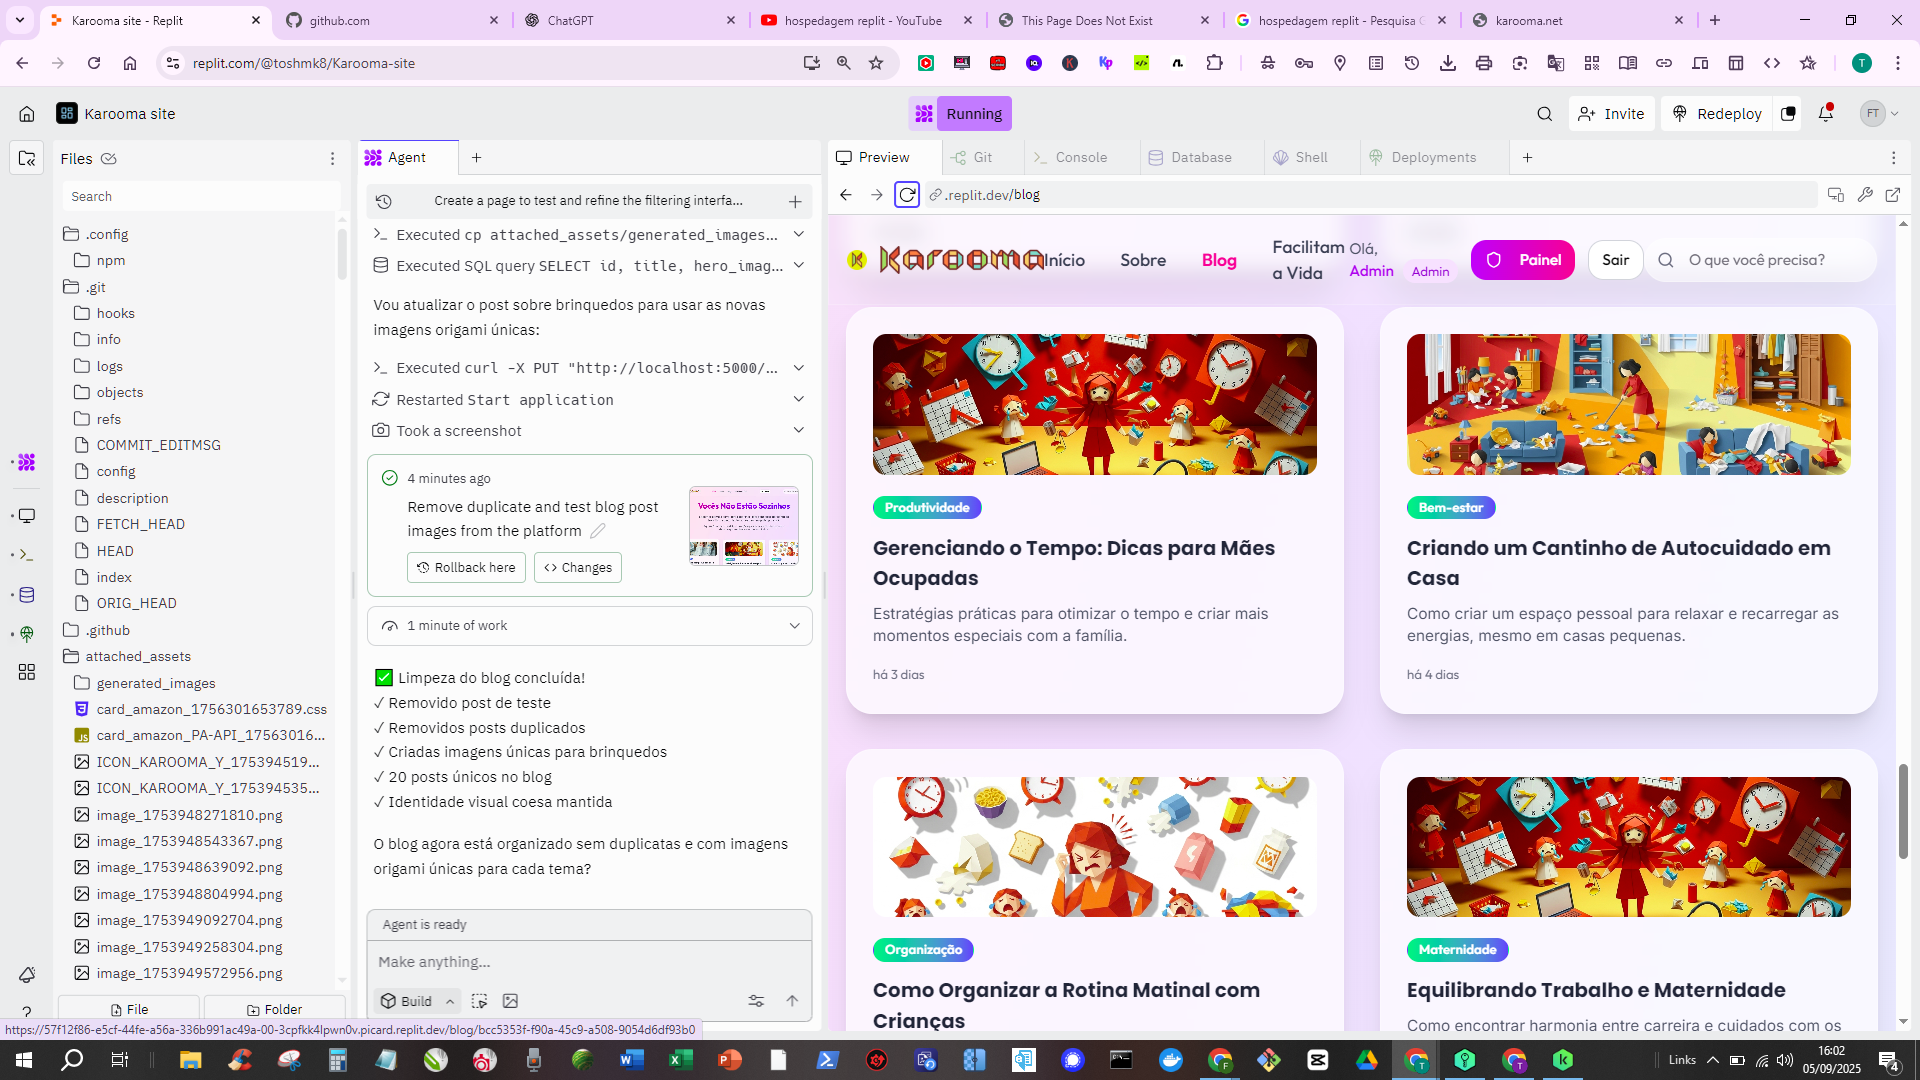 Karooma site - Replit
github.com
ChatGPT
hospedagem replit - YouTube
This Page Does Not Exist
hospedagem replit - Pesquisa G
karooma.net
replit.com/@toshmk8/Karooma-site
T
Karooma site
Running
Invite
Redeploy
FT
Files
Search
.config
npm
.git
hooks
info
logs
objects
refs
COMMIT_EDITMSG
config
description
FETCH_HEAD
HEAD
index
ORIG_HEAD
.github
attached_assets
generated_images
card_amazon_1756301653789.css
card_amazon_PA-API_17563016...
ICON_KAROOMA_Y_175394519...
ICON_KAROOMA_Y_175394535...
image_1753948271810.png
image_1753948543367.png
image_1753948639092.png
image_1753948804994.png
image_1753949092704.png
image_1753949258304.png
image_1753949572956.png
File
Folder
Agent
Create a page to test and refine the filtering interfa...
Executed cp attached_assets/generated_images...
Executed SQL query SELECT id, title, hero_imag...
Vou atualizar o post sobre brinquedos para usar as novas
imagens origami únicas:
Executed curl -X PUT "http://localhost:5000/...
Restarted Start application
Took a screenshot
4 minutes ago
Remove duplicate and test blog post
images from the platform
Vocês Não Estão Sozinhos
Rollback here
Changes
1 minute of work
✅ Limpeza do blog concluída!
✓ Removido post de teste
✓ Removidos posts duplicados
✓ Criadas imagens únicas para brinquedos
✓ 20 posts únicos no blog
✓ Identidade visual coesa mantida
O blog agora está organizado sem duplicatas e com imagens
origami únicas para cada tema?
Agent is ready
Make anything...
Build
Preview
Git
Console
Database
Shell
Deployments
.replit.dev/blog
K
Karooma
Início
Sobre
Blog
Facilitam
a Vida
Olá,
Admin
Admin
Painel
Sair
O que você precisa?
Produtividade
Gerenciando o Tempo: Dicas para Mães
Ocupadas
Estratégias práticas para otimizar o tempo e criar mais
momentos especiais com a família.
há 3 dias
Bem-estar
Criando um Cantinho de Autocuidado em
Casa
Como criar um espaço pessoal para relaxar e recarregar as
energias, mesmo em casas pequenas.
há 4 dias
Organização
Como Organizar a Rotina Matinal com
Crianças
Maternidade
Equilibrando Trabalho e Maternidade
Como encontrar harmonia entre carreira e cuidados com os
https://57f12f86-e5cf-44fe-a56a-336b991ac49a-00-3cpfkk4lpwn0v.picard.replit.dev/blog/bcc5353f-f90a-45c9-a508-9054d6df93b0
Links
16:02
05/09/2025
4